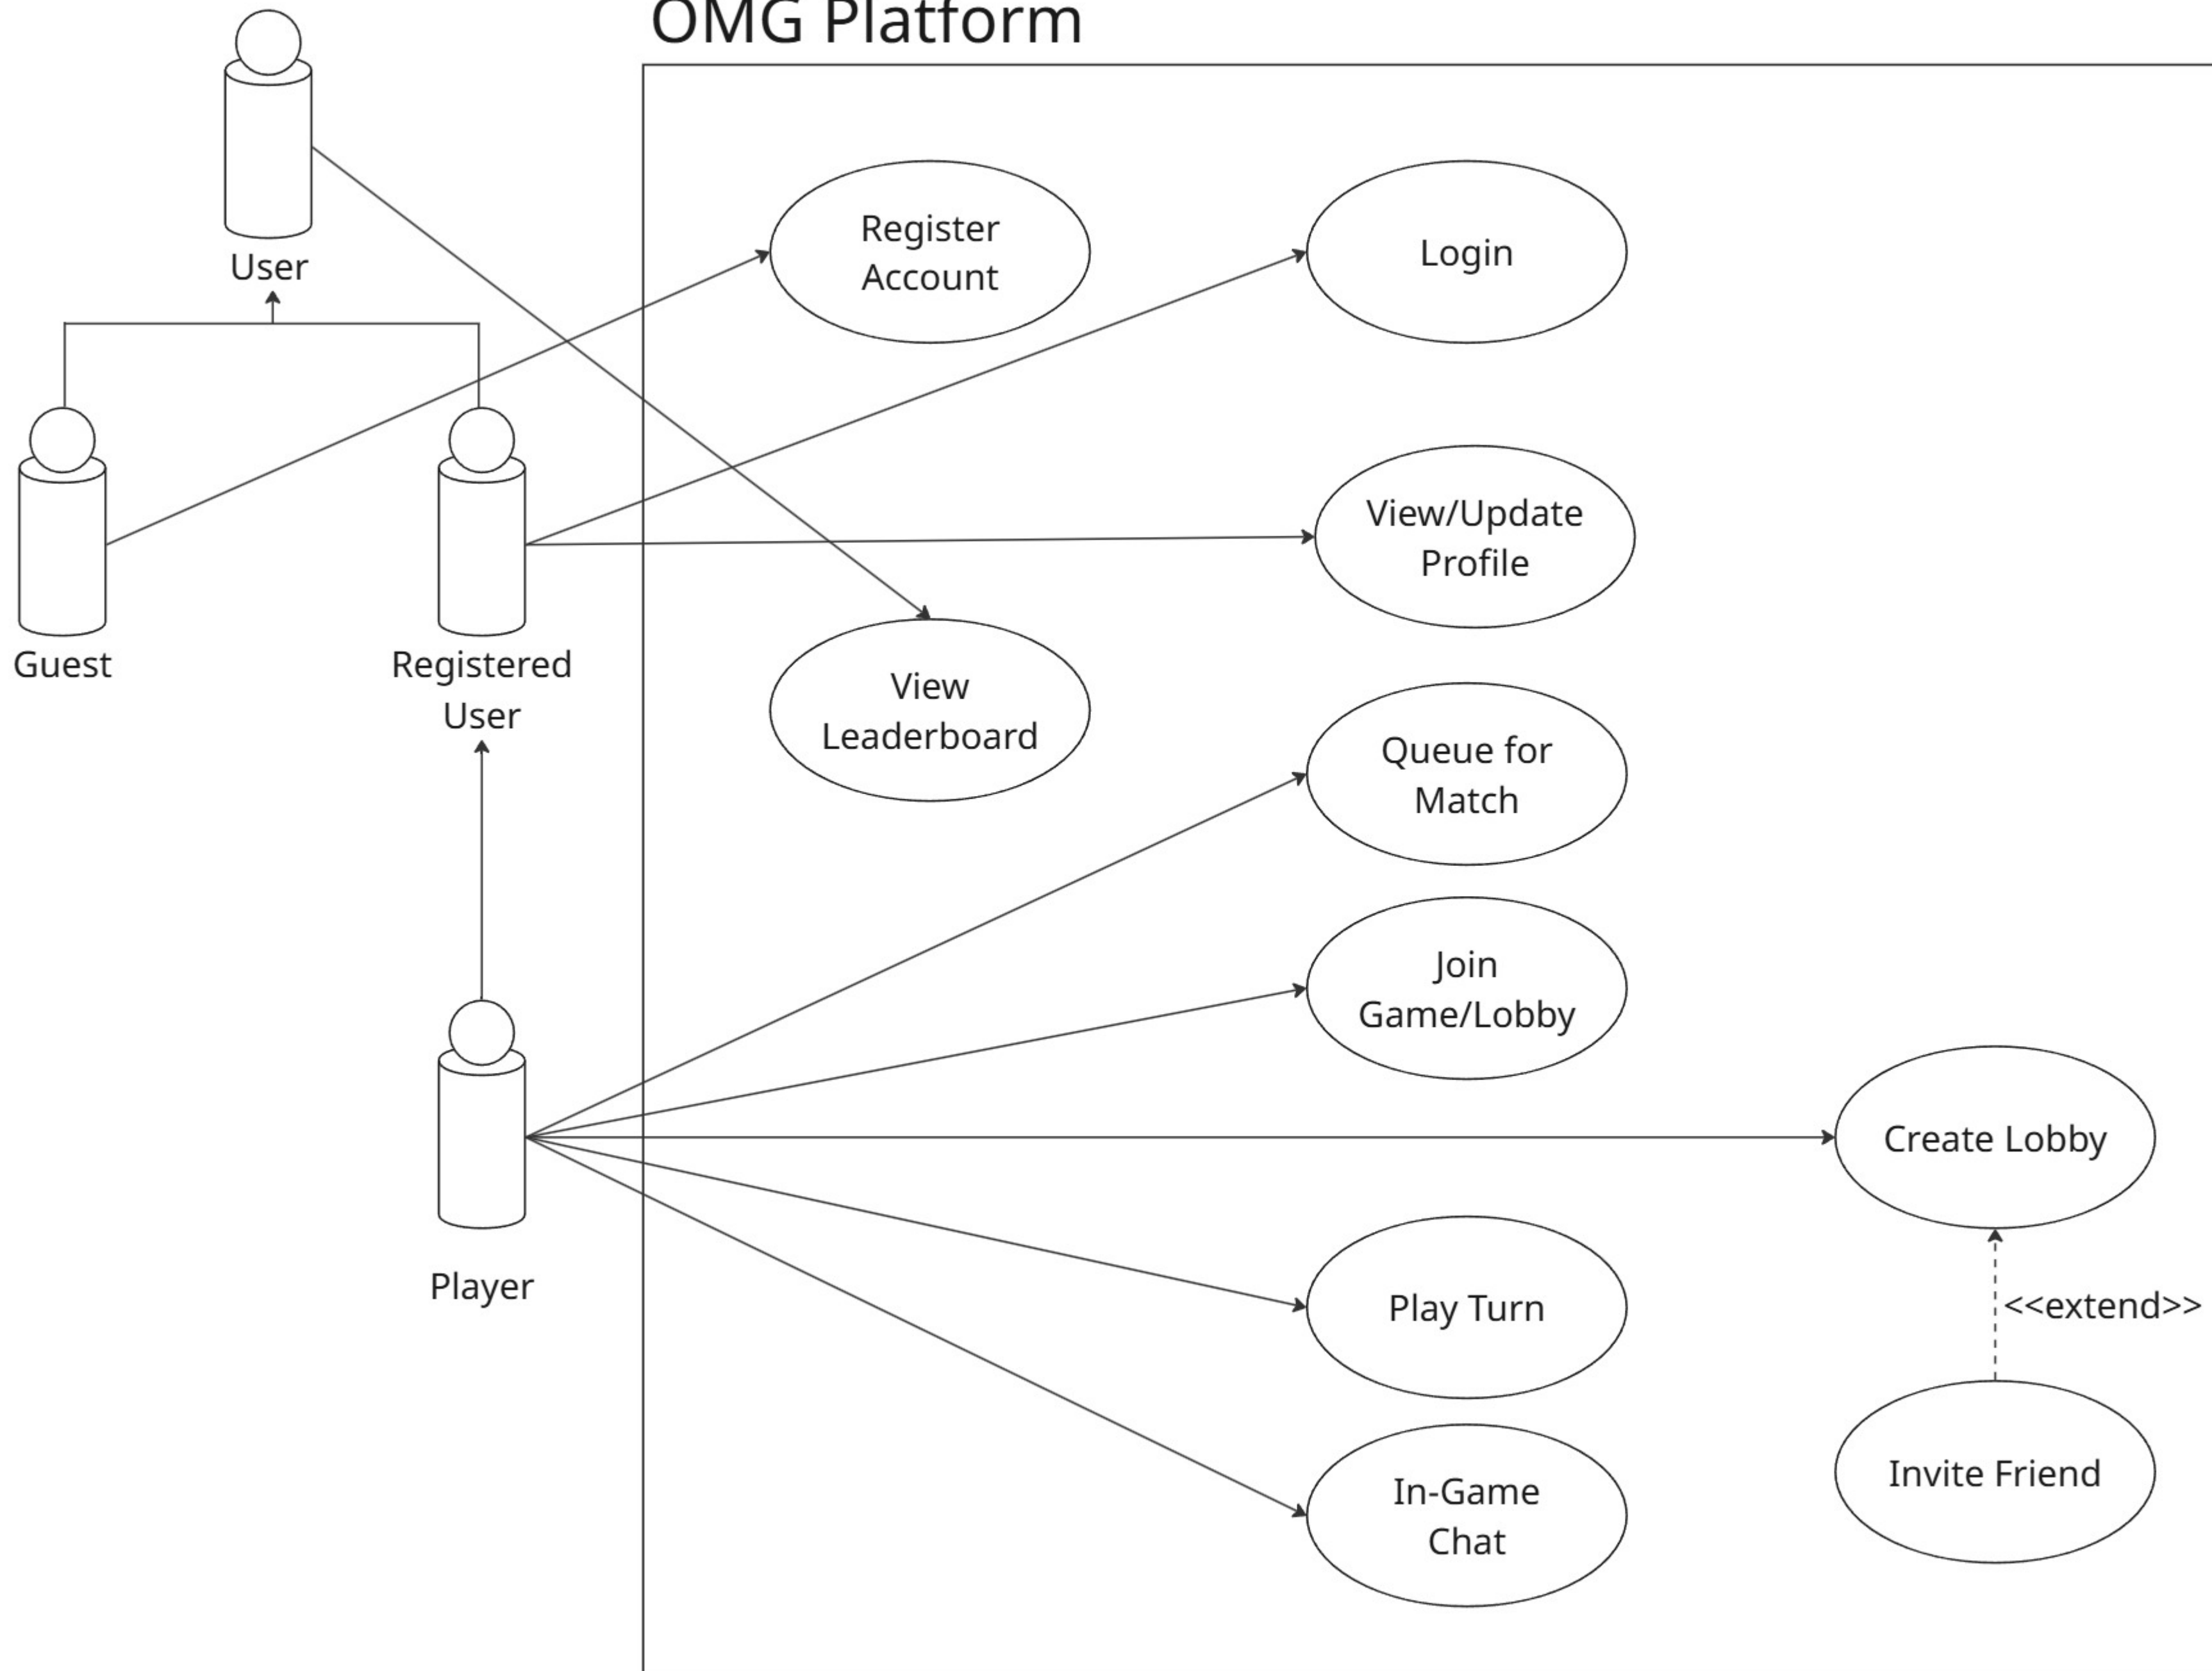 OMG Platform
User
Register
Account
Login
View/Update
Profile
Guest
Registered
User
View
Leaderboard
Queue for
Match
Join
Game/Lobby
Create Lobby
Player
Play Turn
<<extend>>
In-Game
Chat
Invite Friend